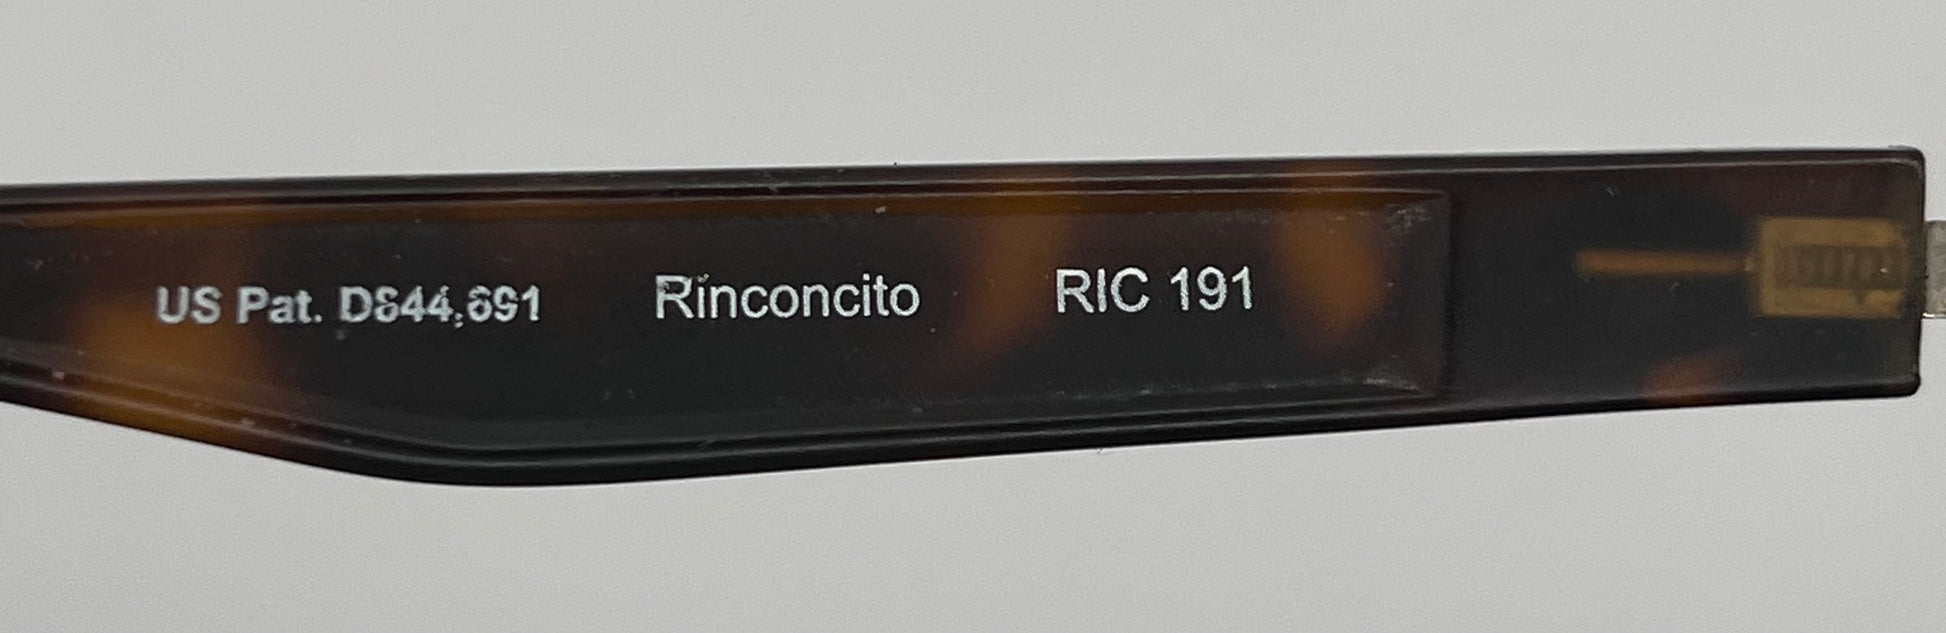 US Pat. D844,691 Rinconcito RIC 191